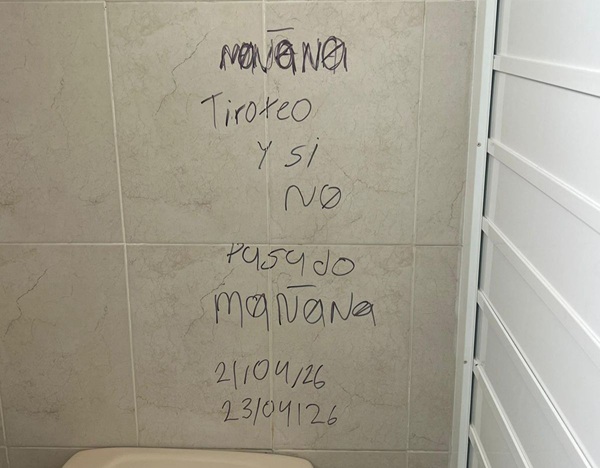 MAÑANA
Tiroteo
y si
NO
Pasado
MAÑANA
21/04/26
23/04/26